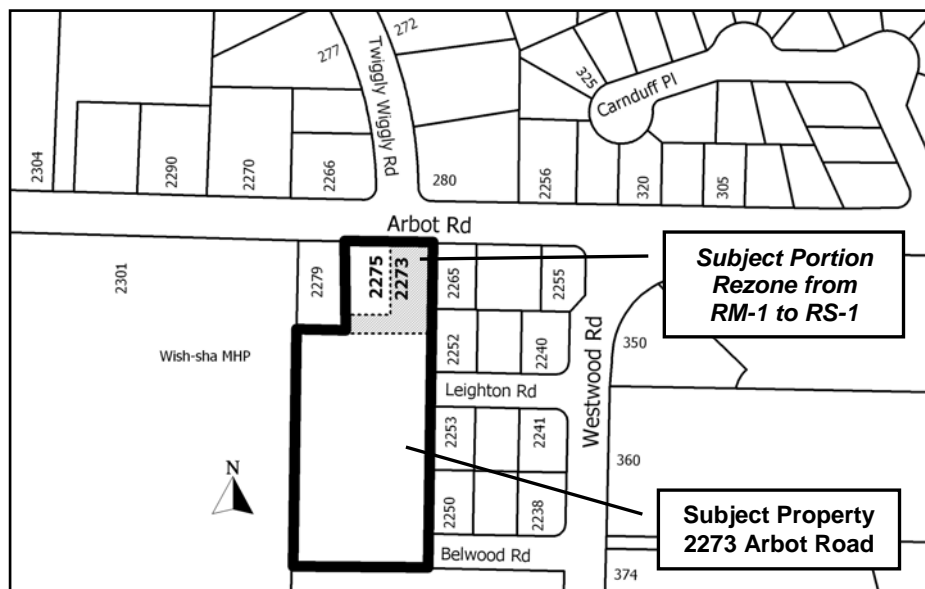 277
Twiggly Wiggly Rd
272
325
Carnduff Pl
2304
2290
2270
2266
280
2256
320
305
Arbot Rd
2301
2279
2275
2273
2265
2255
Subject Portion
Rezone from
RM-1 to RS-1
Wish-sha MHP
2252
2240
Westwood Rd
350
Leighton Rd
2253
2241
360
N
2250
2238
Subject Property
2273 Arbot Road
Belwood Rd
374